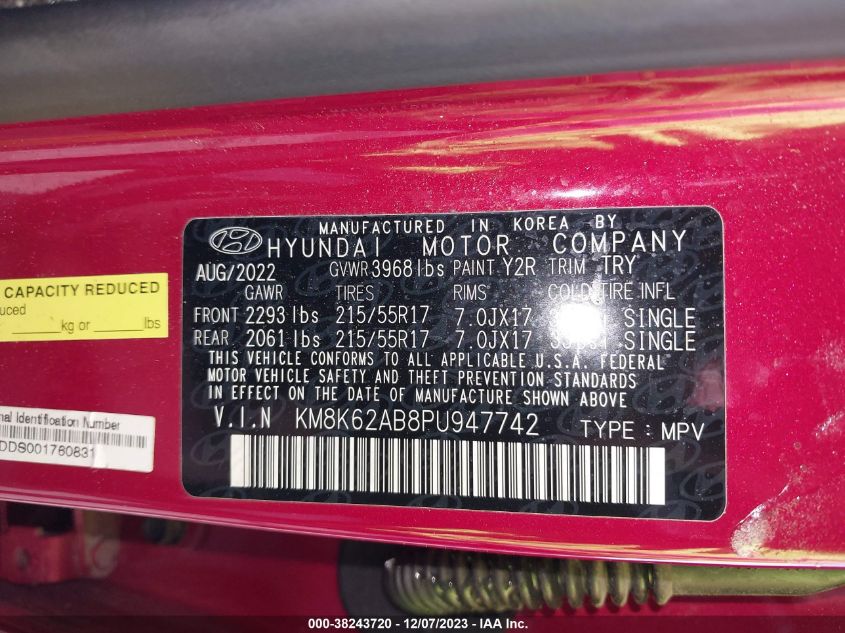 MANUFACTURED IN KOREA BY
HYUNDAI MOTOR COMPANY
AUG/2022 GVWR 3968 lbs PAINT Y2R TRIM TRY
GAWR TIRES RIMS COLD TIRE INFL
FRONT 2293 lbs 215/55R17 7.0JX17 SINGLE
REAR 2061 lbs 215/55R17 7.0JX17 SINGLE
THIS VEHICLE CONFORMS TO ALL APPLICABLE U.S.A. FEDERAL
MOTOR VEHICLE SAFETY AND THEFT PREVENTION STANDARDS
IN EFFECT ON THE DATE OF MANUFACTURE SHOWN ABOVE
V.I.N KM8K62AB8PU947742 TYPE : MPV
CAPACITY REDUCED
_____kg or _____lbs
Identification Number
DDS001760831
000-38243720 - 12/07/2023 - IAA Inc.